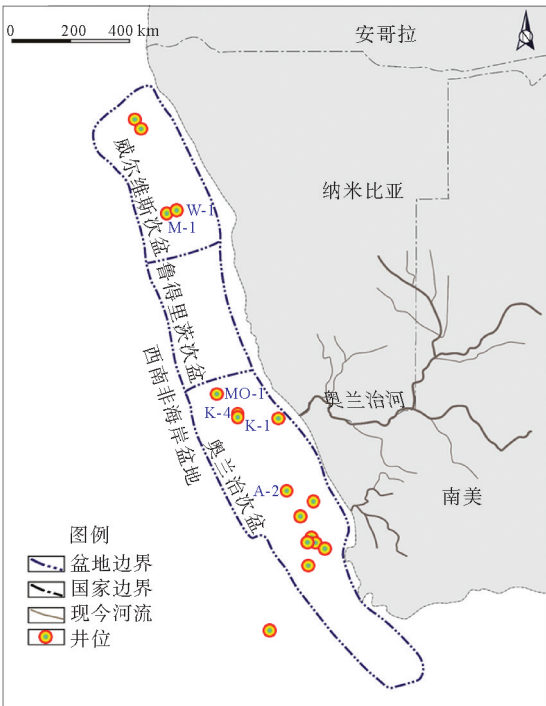 0 200 400 km
安哥拉
纳米比亚
威尔维斯次盆
W-1
M-1
鲁得里茨次盆
西南非海岸盆地
MO-1
K-4
K-1
奥兰治河
奥兰治次盆
A-2
南美
图例
盆地边界
国家边界
现今河流
井位